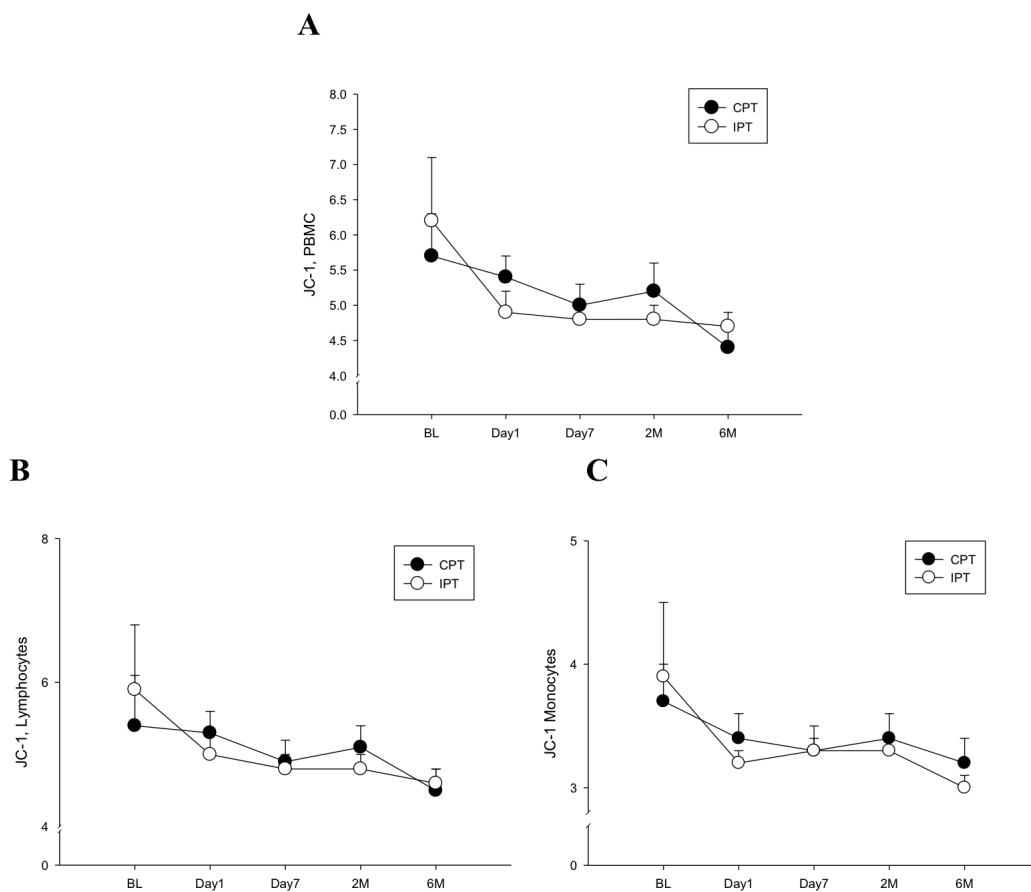 A
8.0
7.5
7.0
6.5
6.0
5.5
5.0
4.5
4.0
0.0
JC-1, PBMC
CPT
IPT
BL Day1 Day7 2M 6M
B
8
6
4
0
JC-1, Lymphocytes
CPT
IPT
BL Day1 Day7 2M 6M
C
5
4
3
0
JC-1 Monocytes
CPT
IPT
BL Day1 Day7 2M 6M